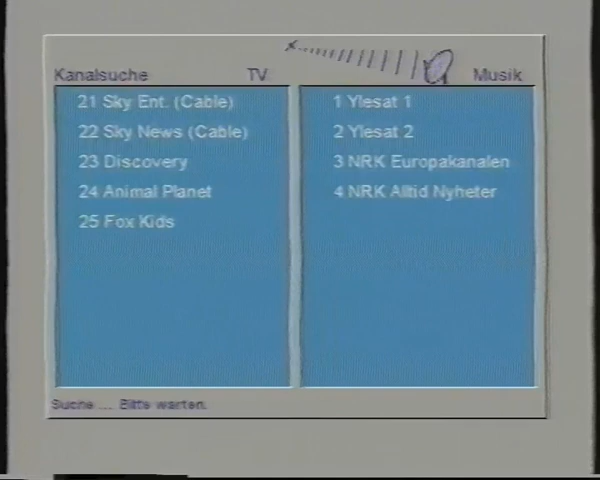 Kanalsuche TV Musik
21 Sky Ent. (Cable)
22 Sky News (Cable)
23 Discovery
24 Animal Planet
25 Fox Kids
1 Ylesat 1
2 Ylesat 2
3 NRK Europakanalen
4 NRK Alltid Nyheter
Suche ... Bitte warten.